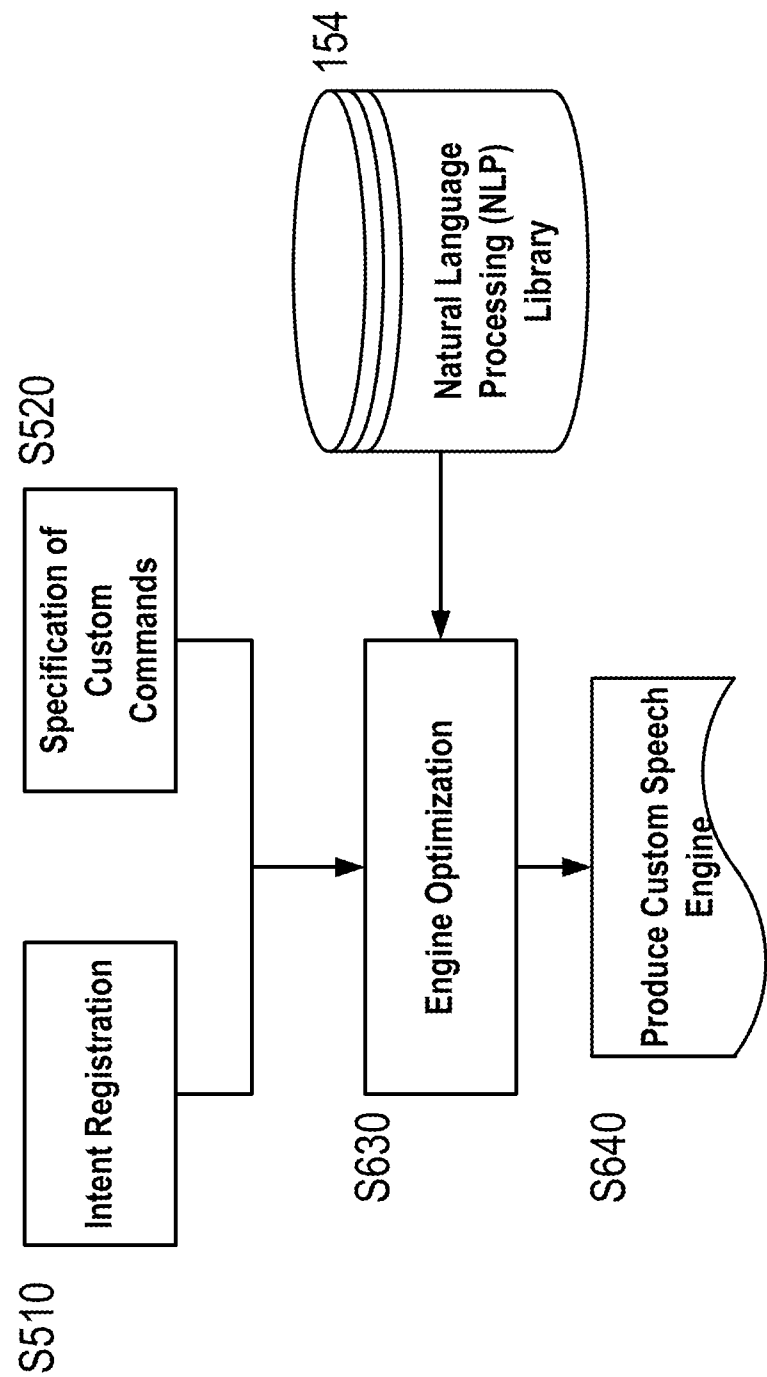 S510
Intent Registration
S520
Specification of
Custom
Commands
S630
Engine Optimization
154
Natural Language
Processing (NLP)
Library
S640
Produce Custom Speech
Engine